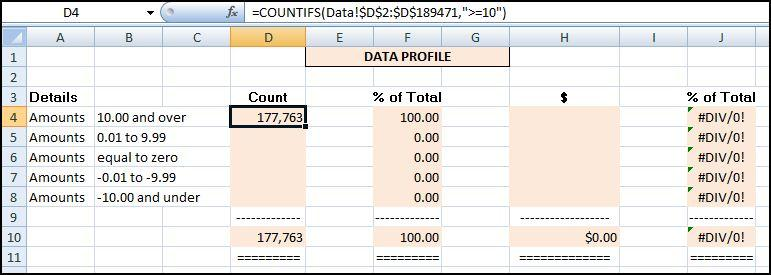 D4 fx =COUNTIFS(Data!$D$2:$D$189471,">=10")
A B C D E F G H I J
1 DATA PROFILE
2
3 Details Count % of Total $ % of Total
4 Amounts 10.00 and over 177,763 100.00 #DIV/0!
5 Amounts 0.01 to 9.99 0.00 #DIV/0!
6 Amounts equal to zero 0.00 #DIV/0!
7 Amounts -0.01 to -9.99 0.00 #DIV/0!
8 Amounts -10.00 and under 0.00 #DIV/0!
9 ------------- ------------- ----------------- -------------
10 177,763 100.00 $0.00 #DIV/0!
11 ========= ========= ============= =========